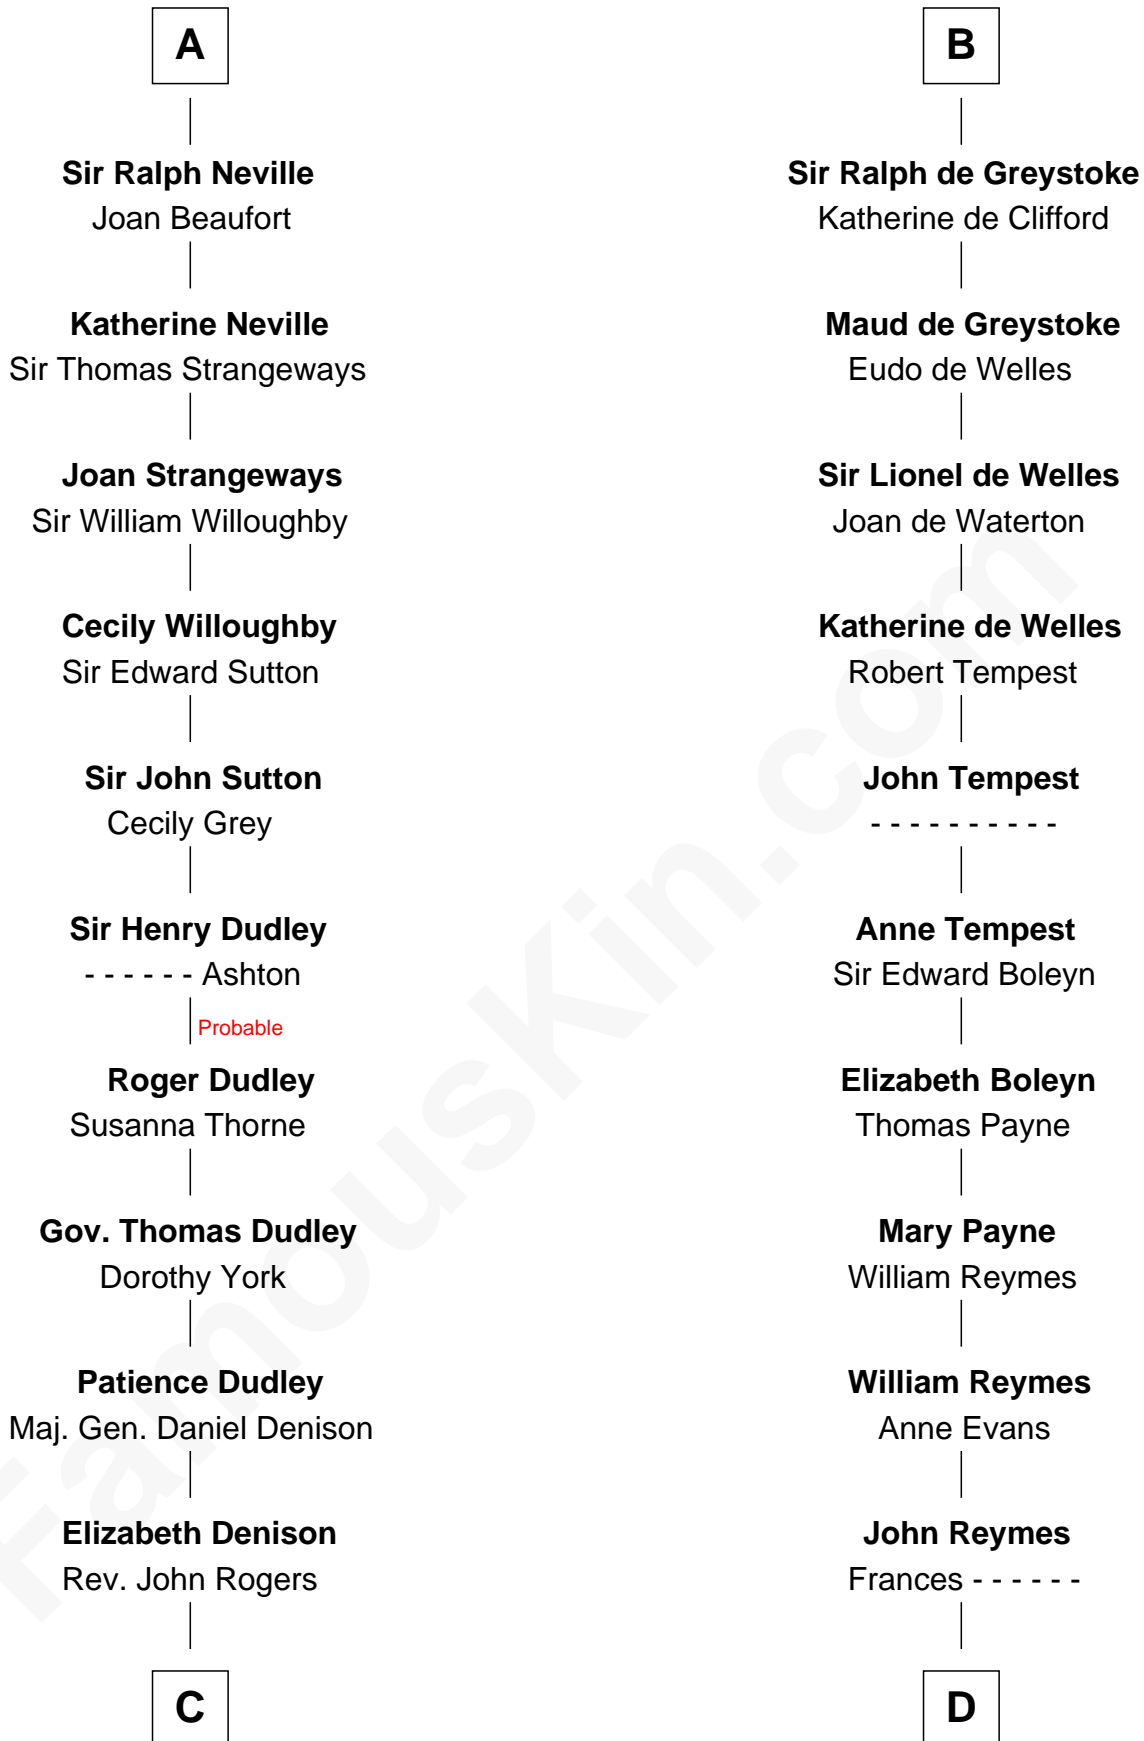 A
Sir Ralph Neville
Joan Beaufort
Katherine Neville
Sir Thomas Strangeways
Joan Strangeways
Sir William Willoughby
Cecily Willoughby
Sir Edward Sutton
Sir John Sutton
Cecily Grey
Sir Henry Dudley
- - - - - - Ashton
Probable
Roger Dudley
Susanna Thorne
Gov. Thomas Dudley
Dorothy York
Patience Dudley
Maj. Gen. Daniel Denison
Elizabeth Denison
Rev. John Rogers
C
B
Sir Ralph de Greystoke
Katherine de Clifford
Maud de Greystoke
Eudo de Welles
Sir Lionel de Welles
Joan de Waterton
Katherine de Welles
Robert Tempest
John Tempest
- - - - - - - - - -
Anne Tempest
Sir Edward Boleyn
Elizabeth Boleyn
Thomas Payne
Mary Payne
William Reymes
William Reymes
Anne Evans
John Reymes
Frances - - - - - -
D
FamousKin.com